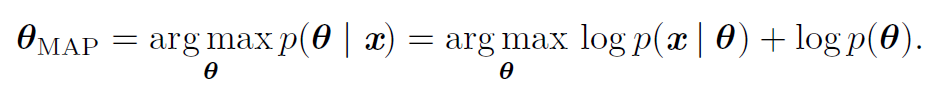 𝜽_MAP = arg max_𝜽 p(𝜽 | 𝒙) = arg max_𝜽 log p(𝒙 | 𝜽) + log p(𝜽).